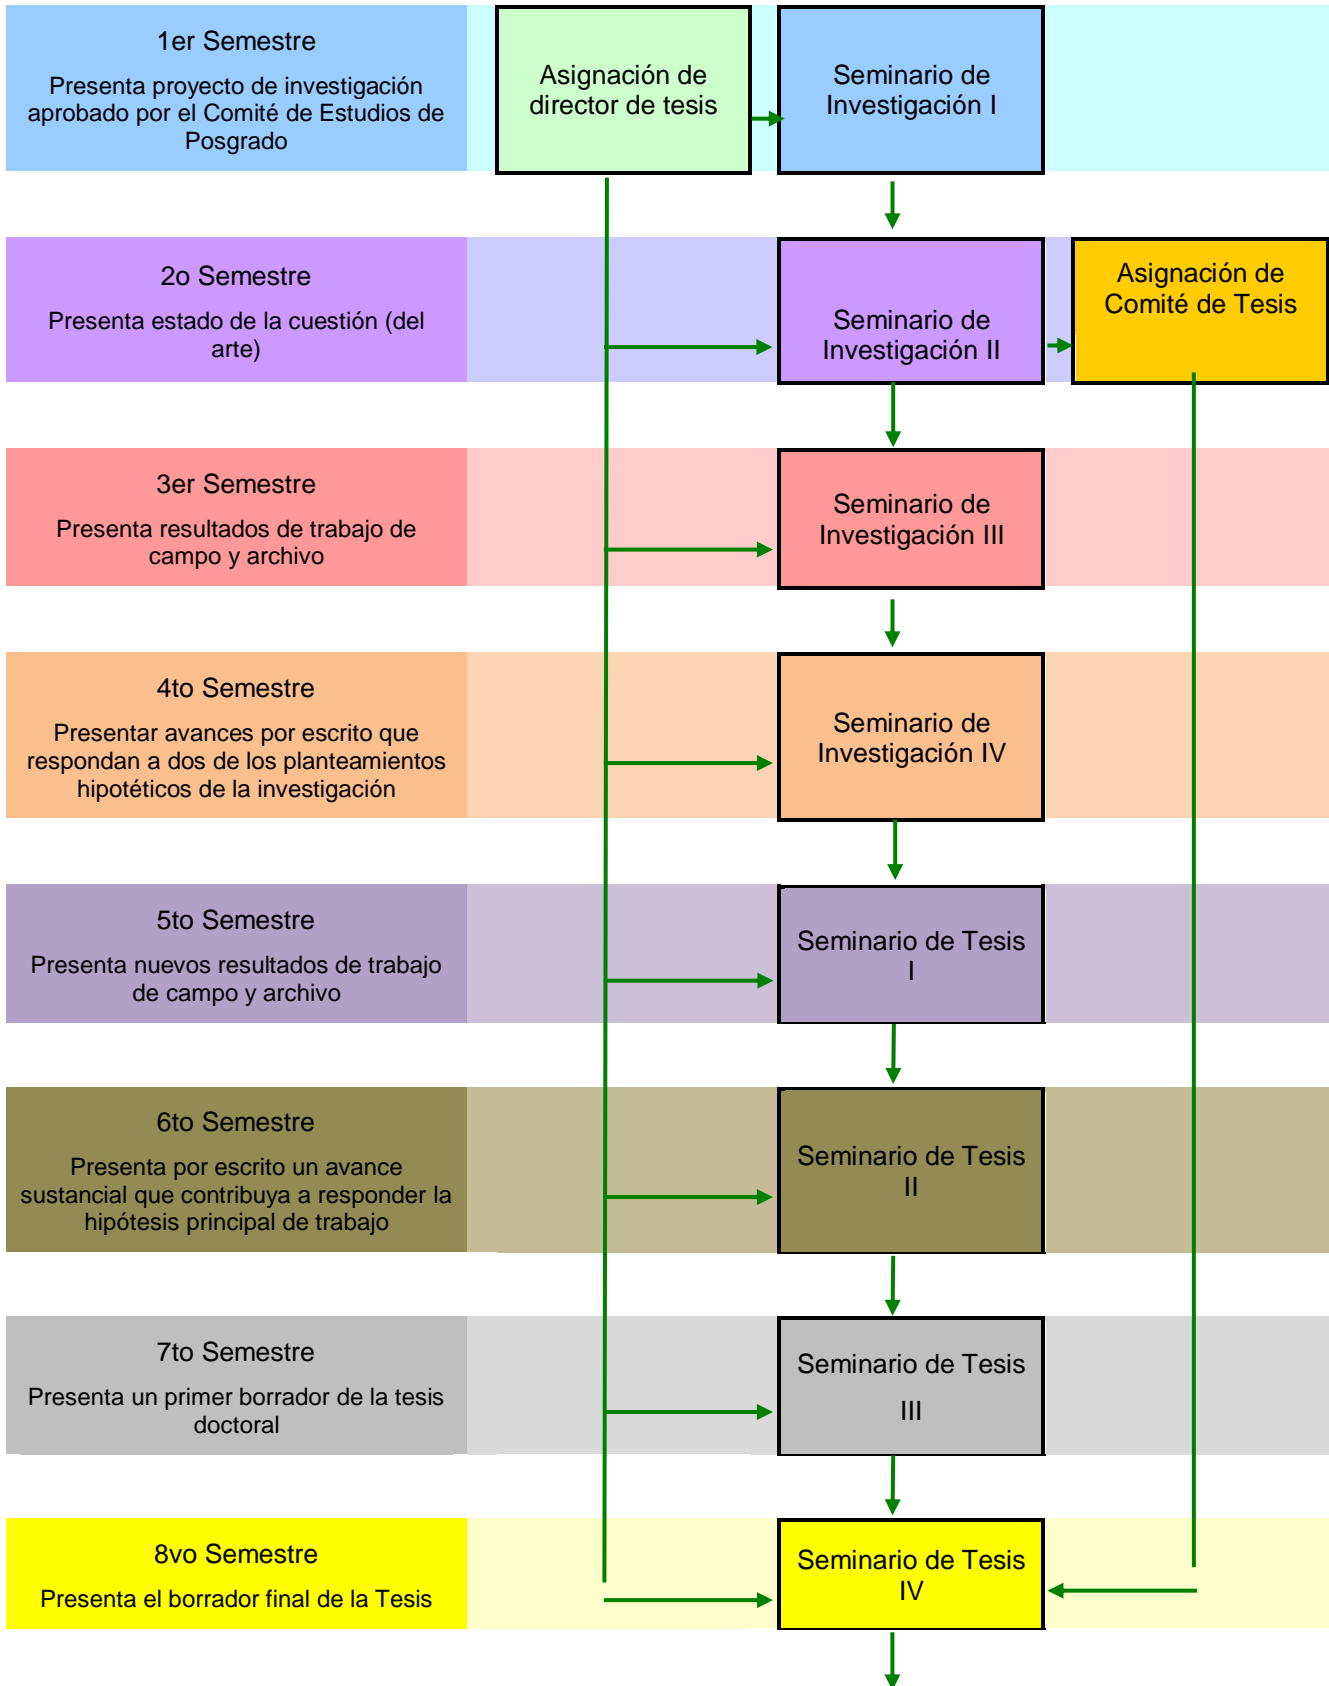 1er Semestre
Presenta proyecto de investigación
aprobado por el Comité de Estudios de
Posgrado
Asignación de
director de tesis
Seminario de
Investigación I
2o Semestre
Presenta estado de la cuestión (del
arte)
Seminario de
Investigación II
Asignación de
Comité de Tesis
3er Semestre
Presenta resultados de trabajo de
campo y archivo
Seminario de
Investigación III
4to Semestre
Presentar avances por escrito que
respondan a dos de los planteamientos
hipotéticos de la investigación
Seminario de
Investigación IV
5to Semestre
Presenta nuevos resultados de trabajo
de campo y archivo
Seminario de Tesis
I
6to Semestre
Presenta por escrito un avance
sustancial que contribuya a responder la
hipótesis principal de trabajo
Seminario de Tesis
II
7to Semestre
Presenta un primer borrador de la tesis
doctoral
Seminario de Tesis
III
8vo Semestre
Presenta el borrador final de la Tesis
Seminario de Tesis
IV